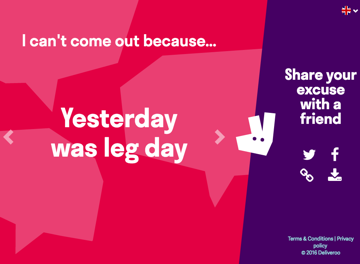 I can't come out because...
Yesterday
was leg day
Share your
excuse
with a
friend
Terms & Conditions | Privacy
policy
© 2016 Deliveroo